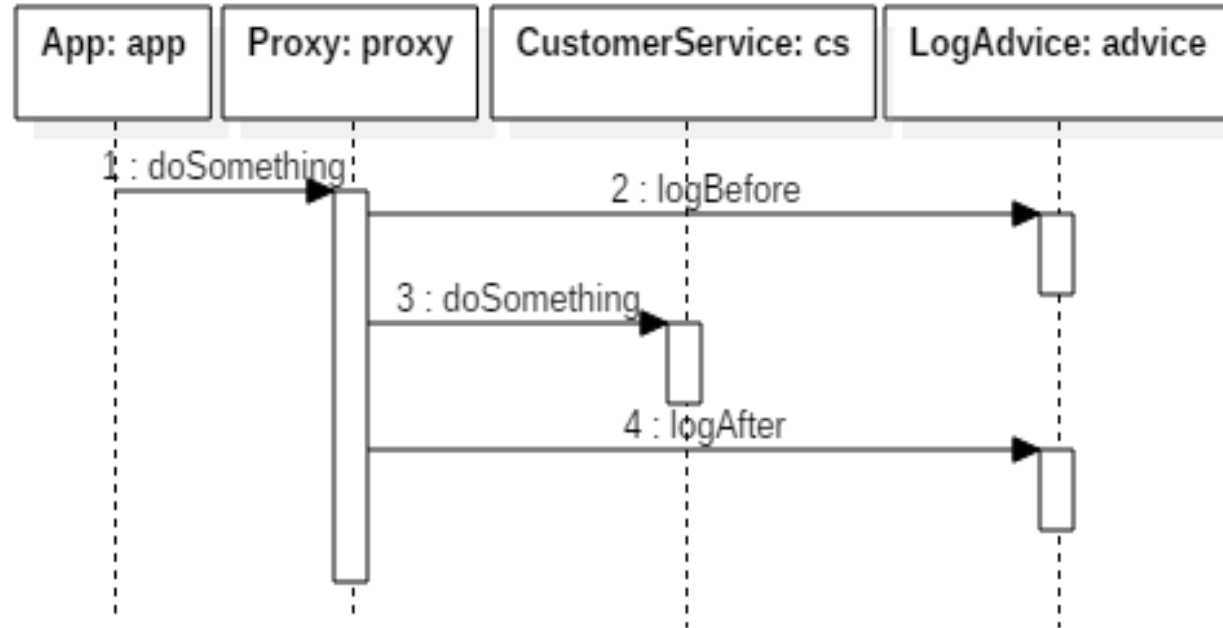 App: app
Proxy: proxy
CustomerService: cs
LogAdvice: advice
1 : doSomething
2 : logBefore
3 : doSomething
4 : logAfter